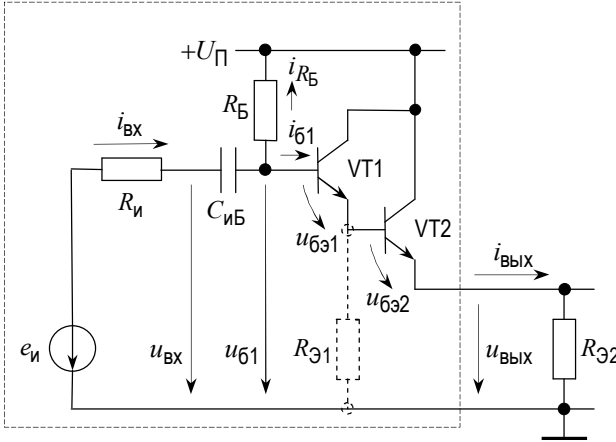 +Uп
iRБ
RБ
iвх
iб1
VT1
Rи
CиБ
VT2
uбэ1
iвых
uбэ2
eи
uвх
uб1
RЭ1
uвых
RЭ2